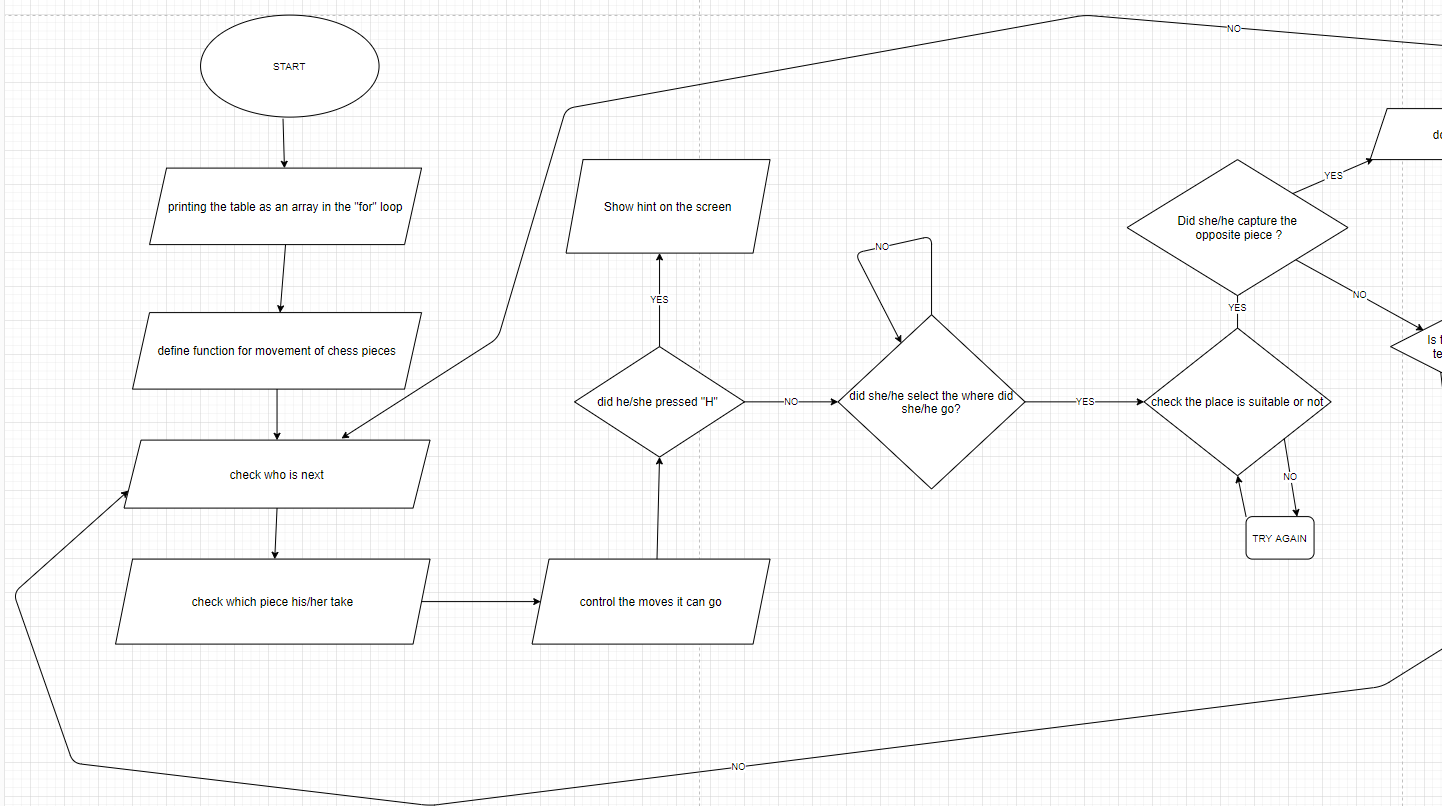 START
printing the table as an array in the "for" loop
define function for movement of chess pieces
check who is next
check which piece his/her take
control the moves it can go
did he/she pressed "H"
YES
Show hint on the screen
NO
did she/he select the where did
she/he go?
NO
YES
check the place is suitable or not
NO
TRY AGAIN
YES
Did she/he capture the
opposite piece ?
YES
NO
Is
NO
NO